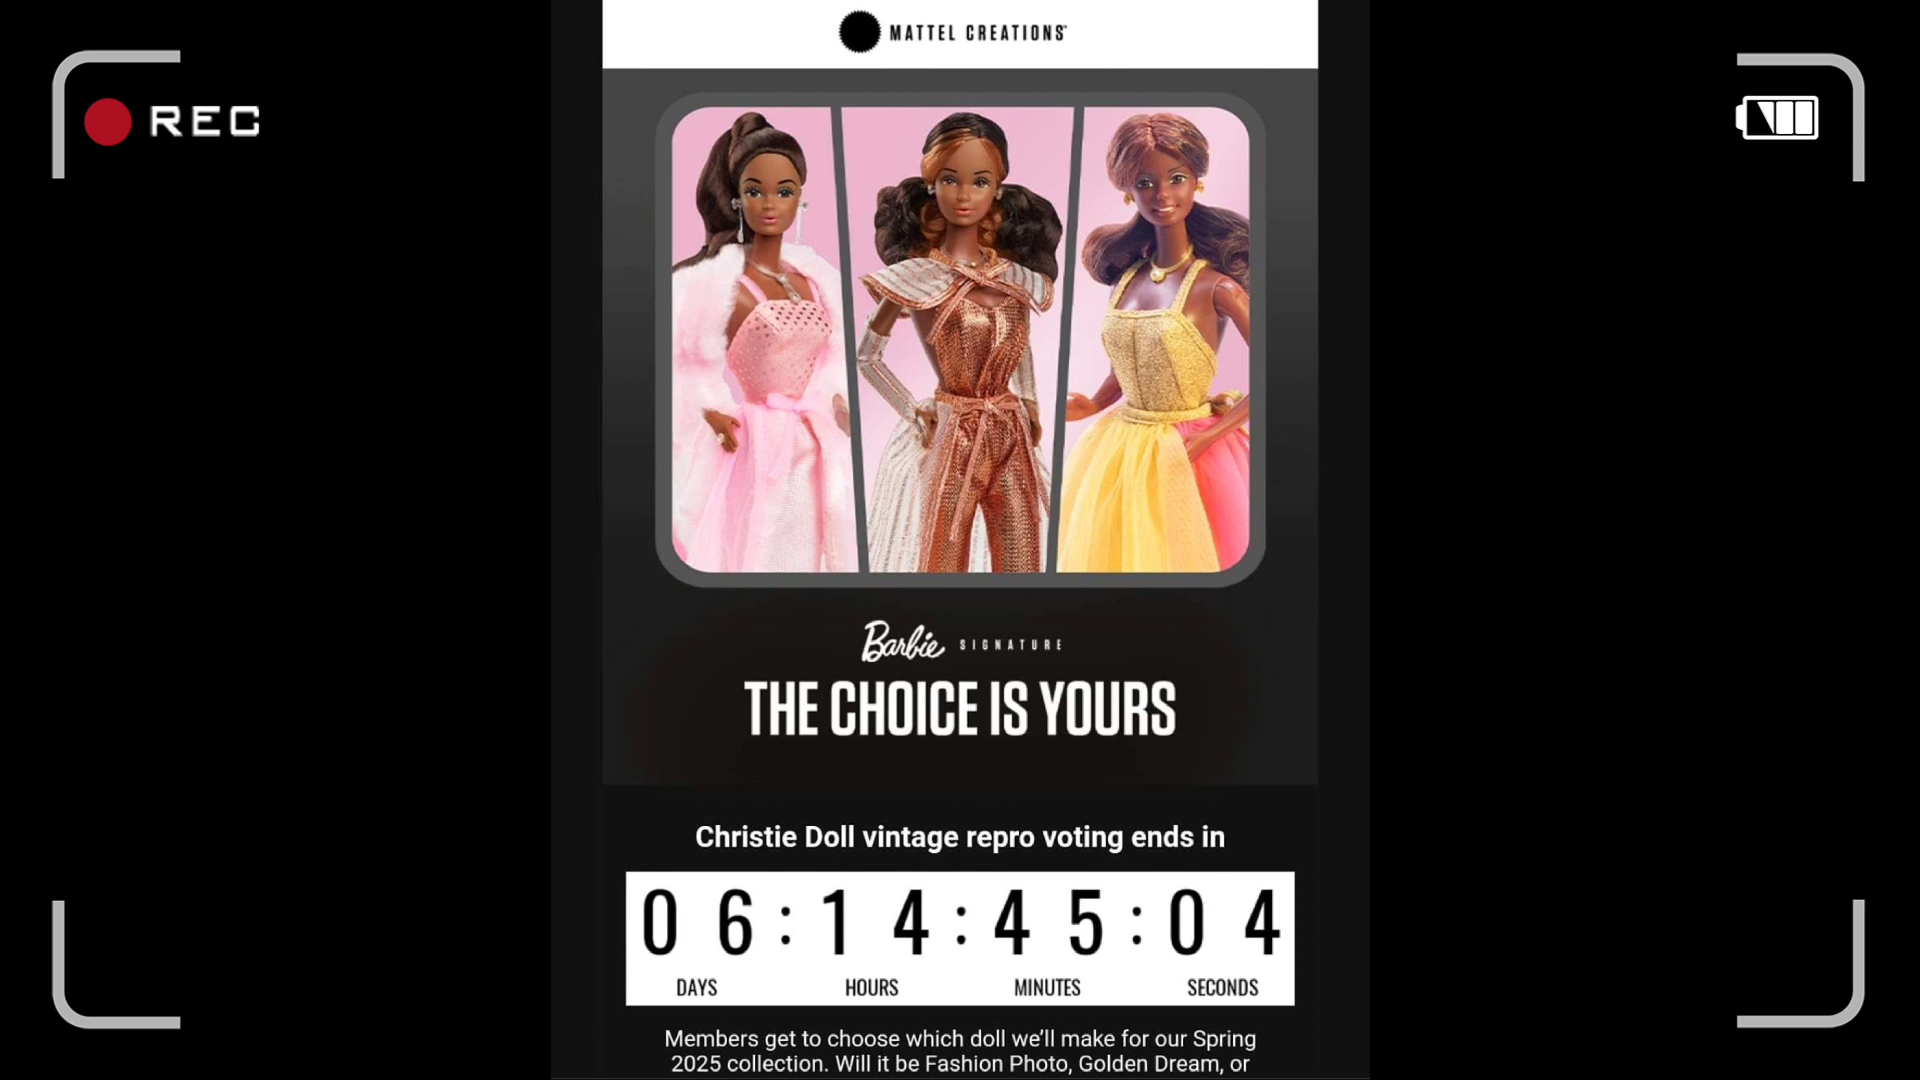 MATTEL CREATIONS
REC
Barbie SIGNATURE
THE CHOICE IS YOURS
Christie Doll vintage repro voting ends in
06:14:45:04
DAYS HOURS MINUTES SECONDS
Members get to choose which doll we’ll make for our Spring
2025 collection. Will it be Fashion Photo, Golden Dream, or